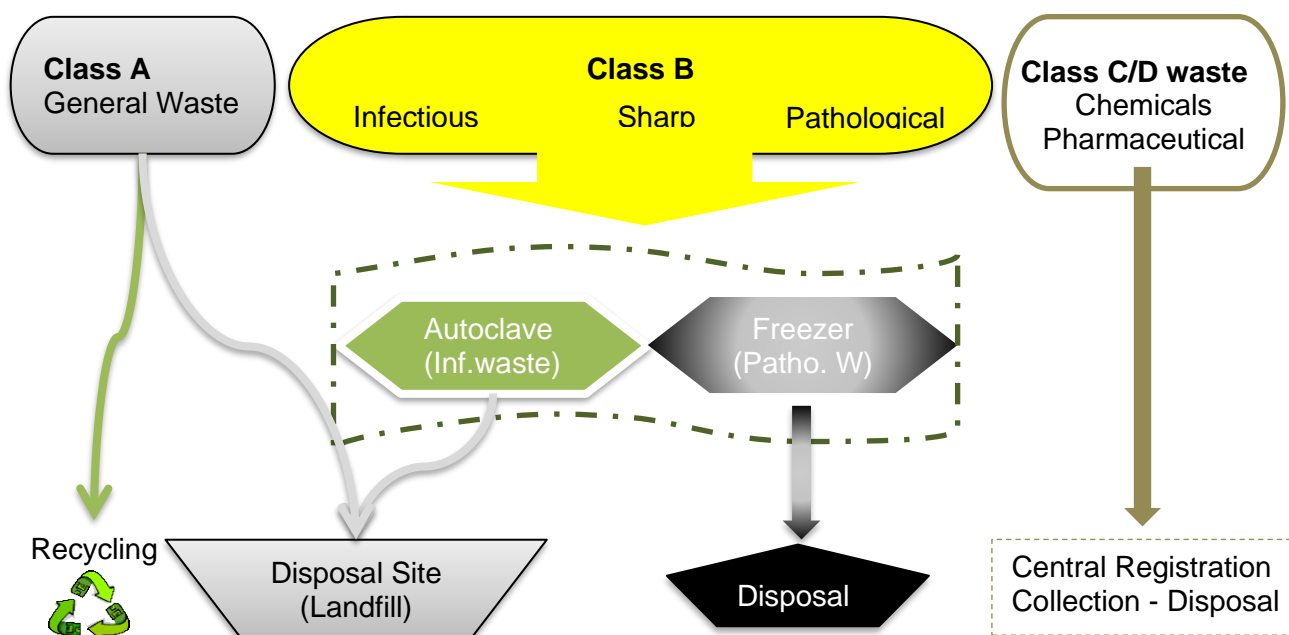 Class A
General Waste
Class B
Infectious Sharp Pathological
Class C/D waste
Chemicals
Pharmaceutical
Autoclave
(Inf.waste)
Freezer
(Patho. W)
Recycling
Disposal Site
(Landfill)
Disposal
Central Registration
Collection - Disposal